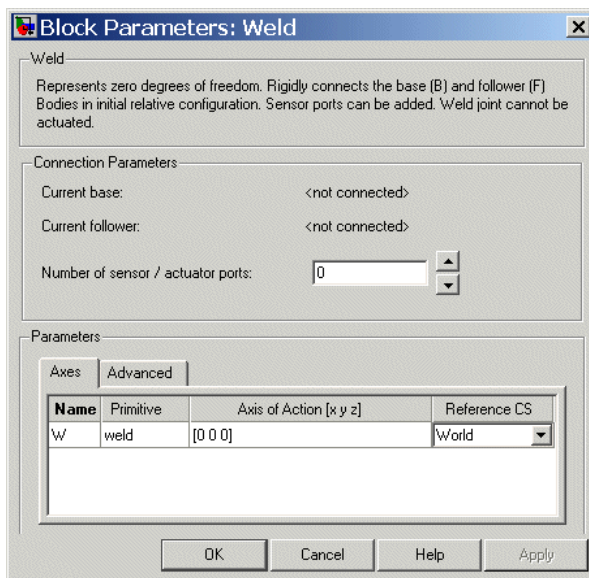 Block Parameters: Weld
Weld
Represents zero degrees of freedom. Rigidly connects the base (B) and follower (F)
Bodies in initial relative configuration. Sensor ports can be added. Weld joint cannot be
actuated.
Connection Parameters
Current base: <not connected>
Current follower: <not connected>
Number of sensor / actuator ports: 0
Parameters
Axes Advanced
Name Primitive Axis of Action [x y z] Reference CS
W weld [0 0 0] World
OK Cancel Help Apply